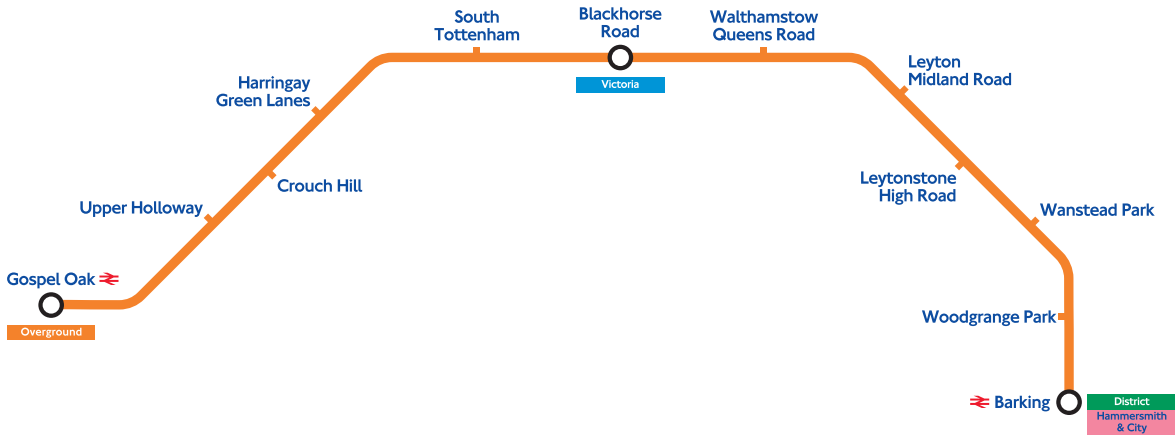 South
Tottenham
Blackhorse
Road
Victoria
Walthamstow
Queens Road
Leyton
Midland Road
Harringay
Green Lanes
Crouch Hill
Leytonstone
High Road
Upper Holloway
Wanstead Park
Gospel Oak
Overground
Woodgrange Park
Barking
District
Hammersmith
& City